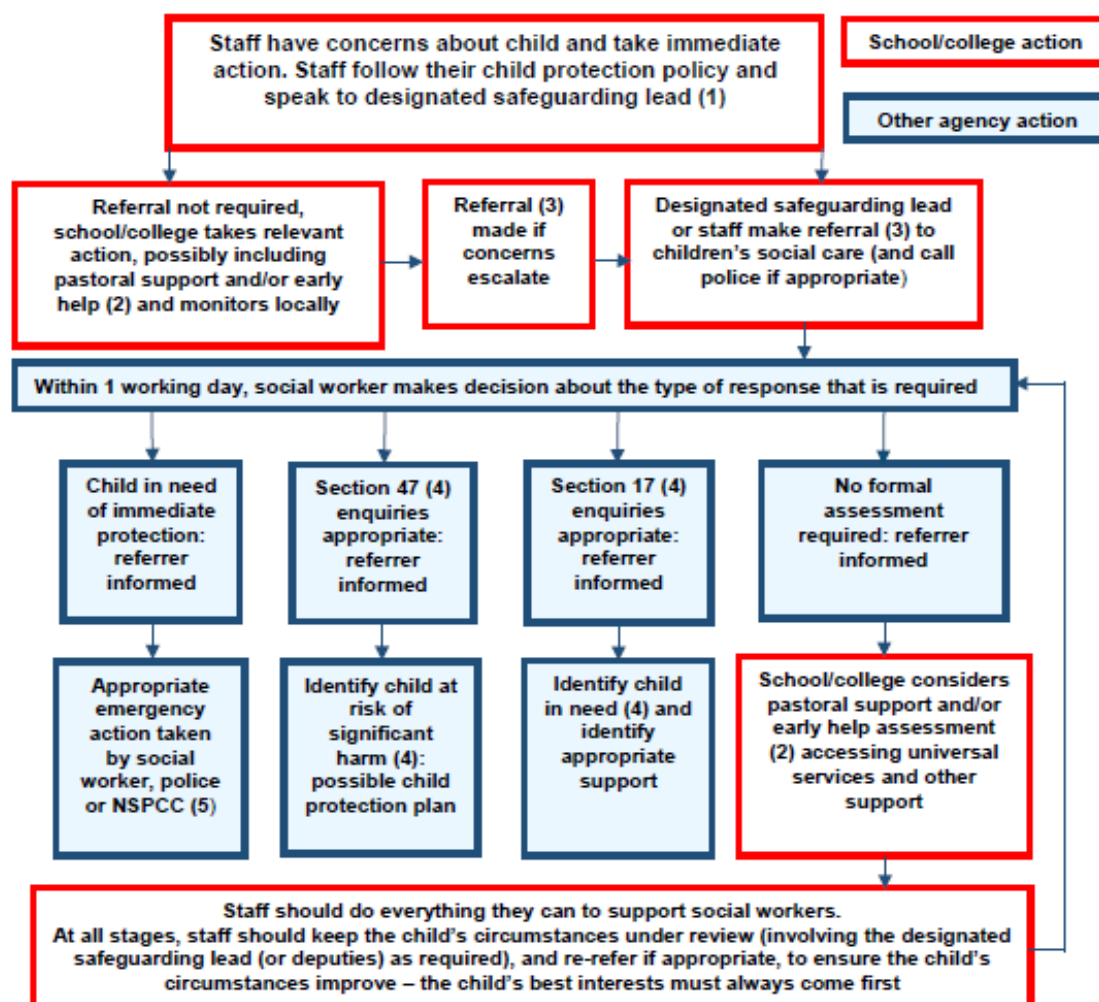 Staff have concerns about child and take immediate
action. Staff follow their child protection policy and
speak to designated safeguarding lead (1)
School/college action
Other agency action
Referral not required,
school/college takes relevant
action, possibly including
pastoral support and/or early
help (2) and monitors locally
Referral (3)
made if
concerns
escalate
Designated safeguarding lead
or staff make referral (3) to
children's social care (and call
police if appropriate)
Within 1 working day, social worker makes decision about the type of response that is required
Child in need
of immediate
protection:
referrer
informed
Section 47 (4)
enquiries
appropriate:
referrer
informed
Section 17 (4)
enquiries
appropriate:
referrer
informed
No formal
assessment
required: referrer
informed
Appropriate
emergency
action taken
by social
worker, police
or NSPCC (5)
Identify child at
risk of
significant
harm (4):
possible child
protection plan
Identify child
in need (4) and
identify
appropriate
support
School/college considers
pastoral support and/or
early help assessment
(2) accessing universal
services and other
support
Staff should do everything they can to support social workers.
At all stages, staff should keep the child's circumstances under review (involving the designated
safeguarding lead (or deputies) as required), and re-refer if appropriate, to ensure the child's
circumstances improve – the child's best interests must always come first